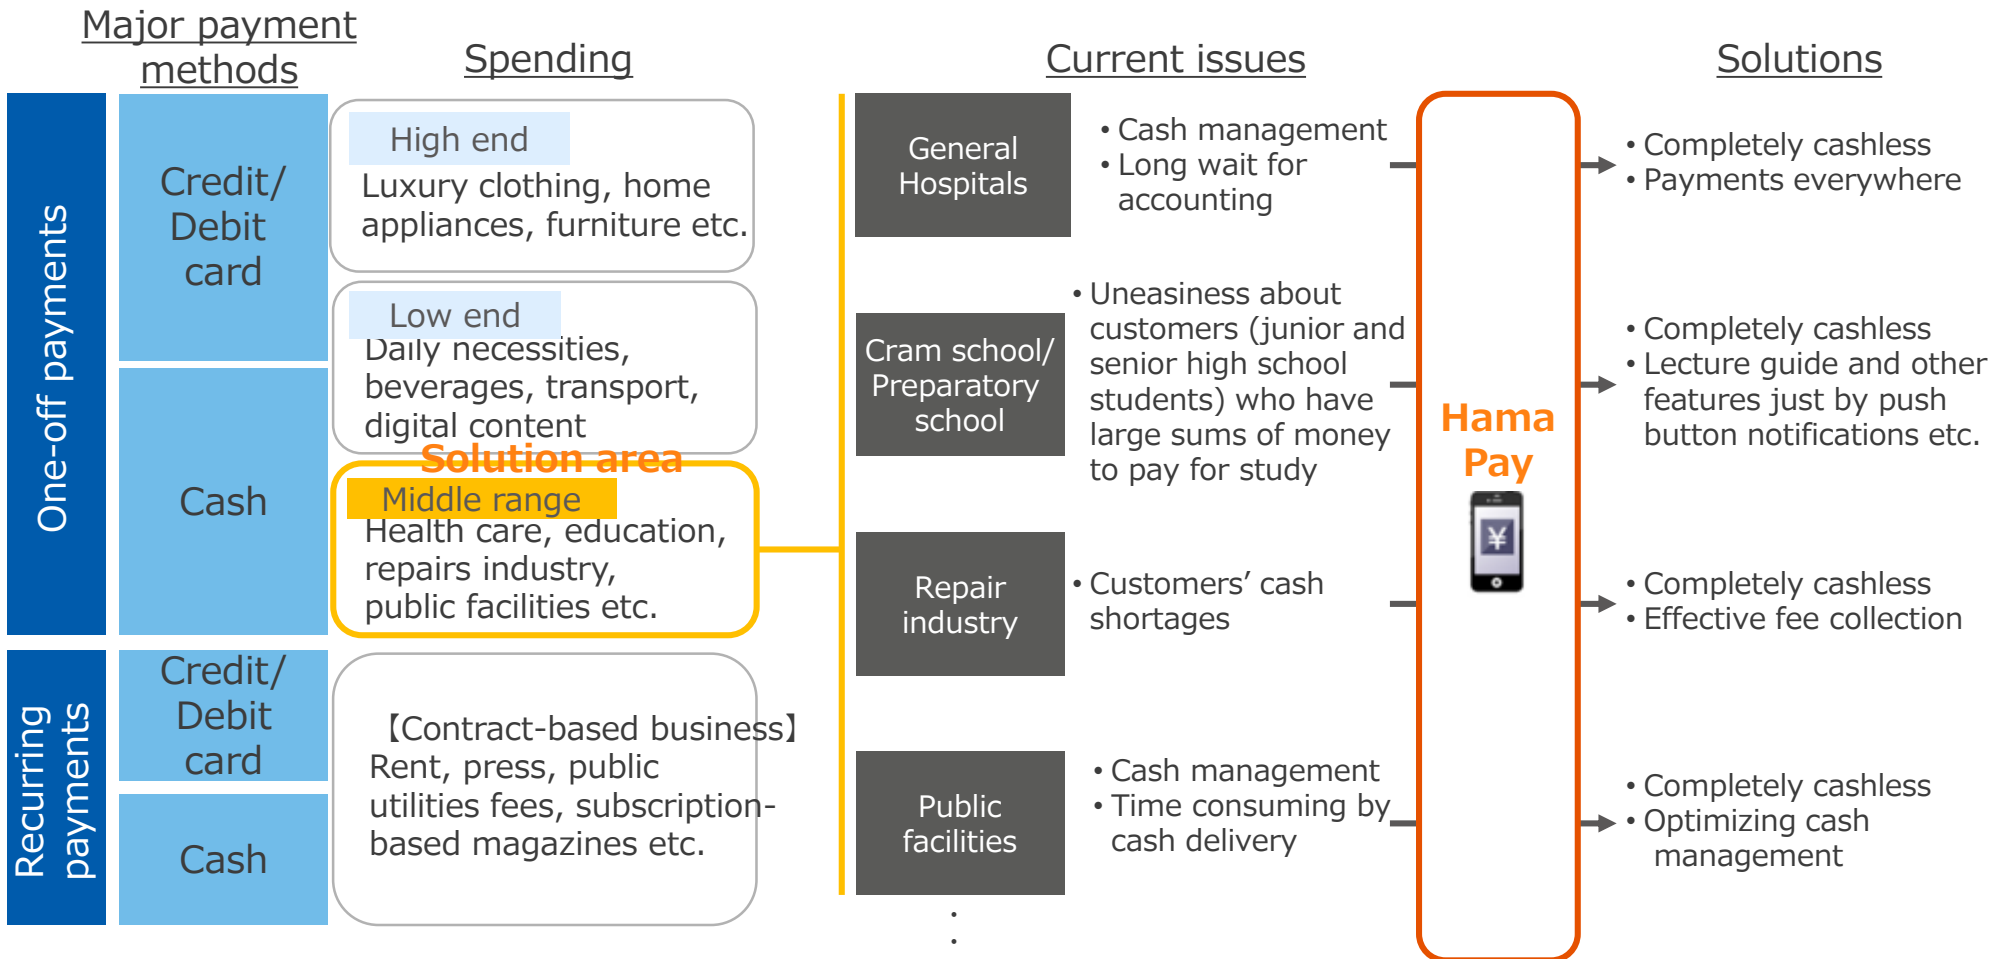 Major payment
methods
Spending
Current issues
Solutions
One-off payments
Credit/
Debit
card
Cash
High end
Luxury clothing, home
appliances, furniture etc.
Low end
Daily necessities,
beverages, transport,
digital content
Solution area
Middle range
Health care, education,
repairs industry,
public facilities etc.
Recurring
payments
Credit/
Debit
card
Cash
【Contract-based business】
Rent, press, public
utilities fees, subscription-
based magazines etc.
General
Hospitals
・Cash management
・Long wait for
accounting
・Completely cashless
・Payments everywhere
Cram school/
Preparatory
school
・Uneasiness about
customers (junior and
senior high school
students) who have
large sums of money
to pay for study
・Completely cashless
・Lecture guide and other
features just by push
button notifications etc.
Hama
Pay
¥
Repair
industry
・Customers’ cash
shortages
・Completely cashless
・Effective fee collection
Public
facilities
・Cash management
・Time consuming by
cash delivery
・Completely cashless
・Optimizing cash
management
・
・